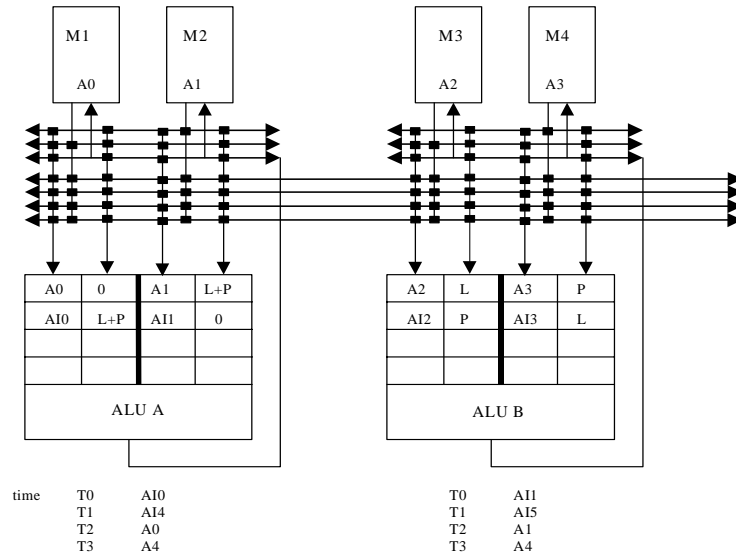 M1 M2 M3 M4
A0 A1 A2 A3
A0 0 A1 L+P A2 L A3 P
AI0 L+P AI1 0 AI2 P AI3 L
ALU A ALU B
time T0 AI0 T0 AI1
T1 AI4 T1 AI5
T2 A0 T2 A1
T3 A4 T3 A4